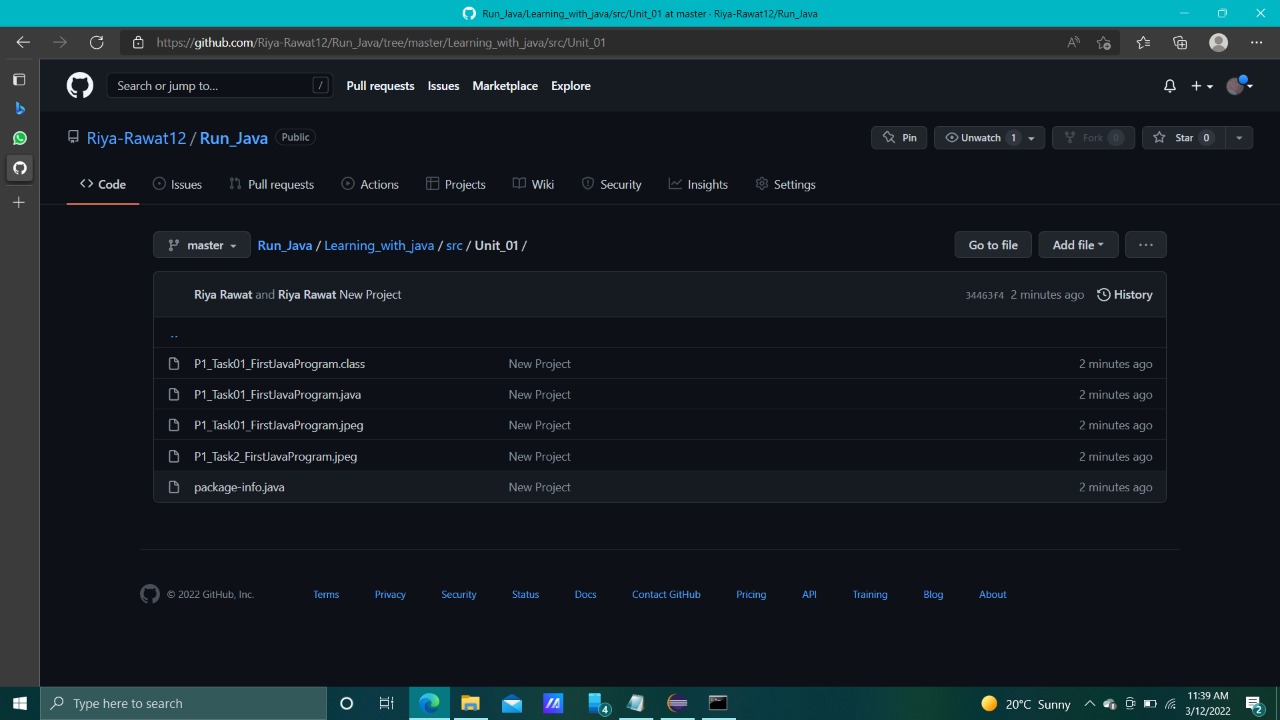 Run_Java/Learning_with_java/src/Unit_01 at master · Riya-Rawat12/Run_Java
https://github.com/Riya-Rawat12/Run_Java/tree/master/Learning_with_java/src/Unit_01
Search or jump to... / Pull requests Issues Marketplace Explore
Riya-Rawat12 / Run_Java Public Pin Unwatch 1 Fork 0 Star 0
Code Issues Pull requests Actions Projects Wiki Security Insights Settings
master Run_Java / Learning_with_java / src / Unit_01 / Go to file Add file ...
Riya Rawat and Riya Rawat New Project 34463f4 2 minutes ago History
..
P1_Task01_FirstJavaProgram.class New Project 2 minutes ago
P1_Task01_FirstJavaProgram.java New Project 2 minutes ago
P1_Task01_FirstJavaProgram.jpeg New Project 2 minutes ago
P1_Task2_FirstJavaProgram.jpeg New Project 2 minutes ago
package-info.java New Project 2 minutes ago
© 2022 GitHub, Inc. Terms Privacy Security Status Docs Contact GitHub Pricing API Training Blog About
Type here to search 4 20°C Sunny 11:39 AM
3/12/2022 2